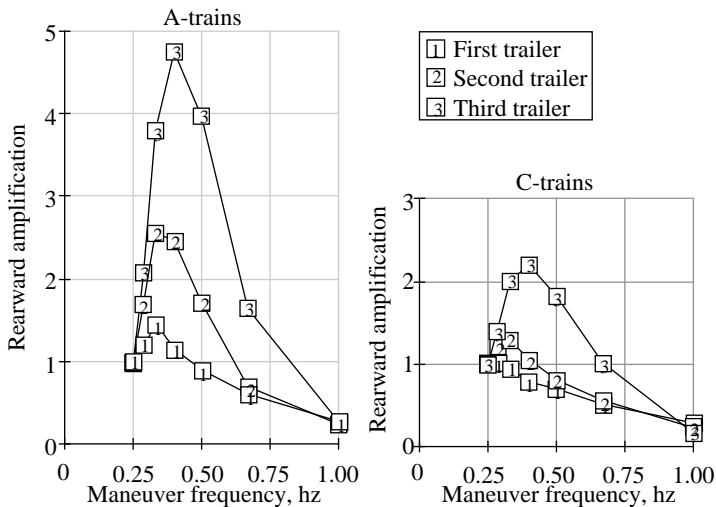 A-trains
5
4
3
2
1
0
Rearward amplification
0
0.25
0.50
0.75
1.00
Maneuver frequency, hz
1 First trailer
2 Second trailer
3 Third trailer
C-trains
3
2
1
0
Rearward amplification
0
0.25
0.50
0.75
1.00
Maneuver frequency, hz